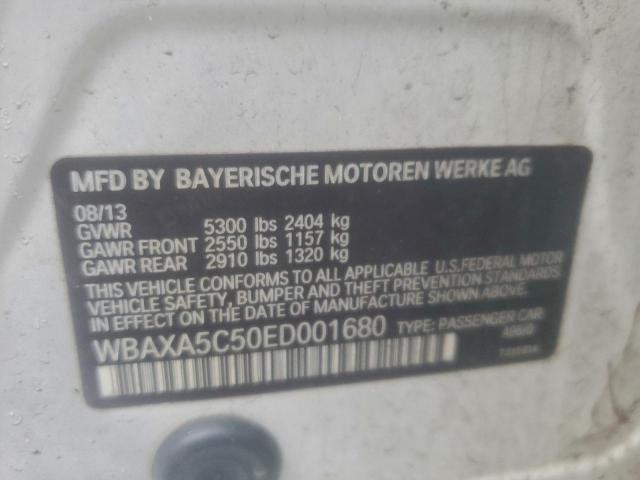 MFD BY BAYERISCHE MOTOREN WERKE AG
08/13
GVWR 5300 lbs 2404 kg
GAWR FRONT 2550 lbs 1157 kg
GAWR REAR 2910 lbs 1320 kg
THIS VEHICLE CONFORMS TO ALL APPLICABLE U.S.FEDERAL MOTOR
VEHICLE SAFETY, BUMPER AND THEFT PREVENTION STANDARDS
IN EFFECT ON THE DATE OF MANUFACTURE SHOWN ABOVE.
WBAXA5C50ED001680 TYPE: PASSENGER CAR